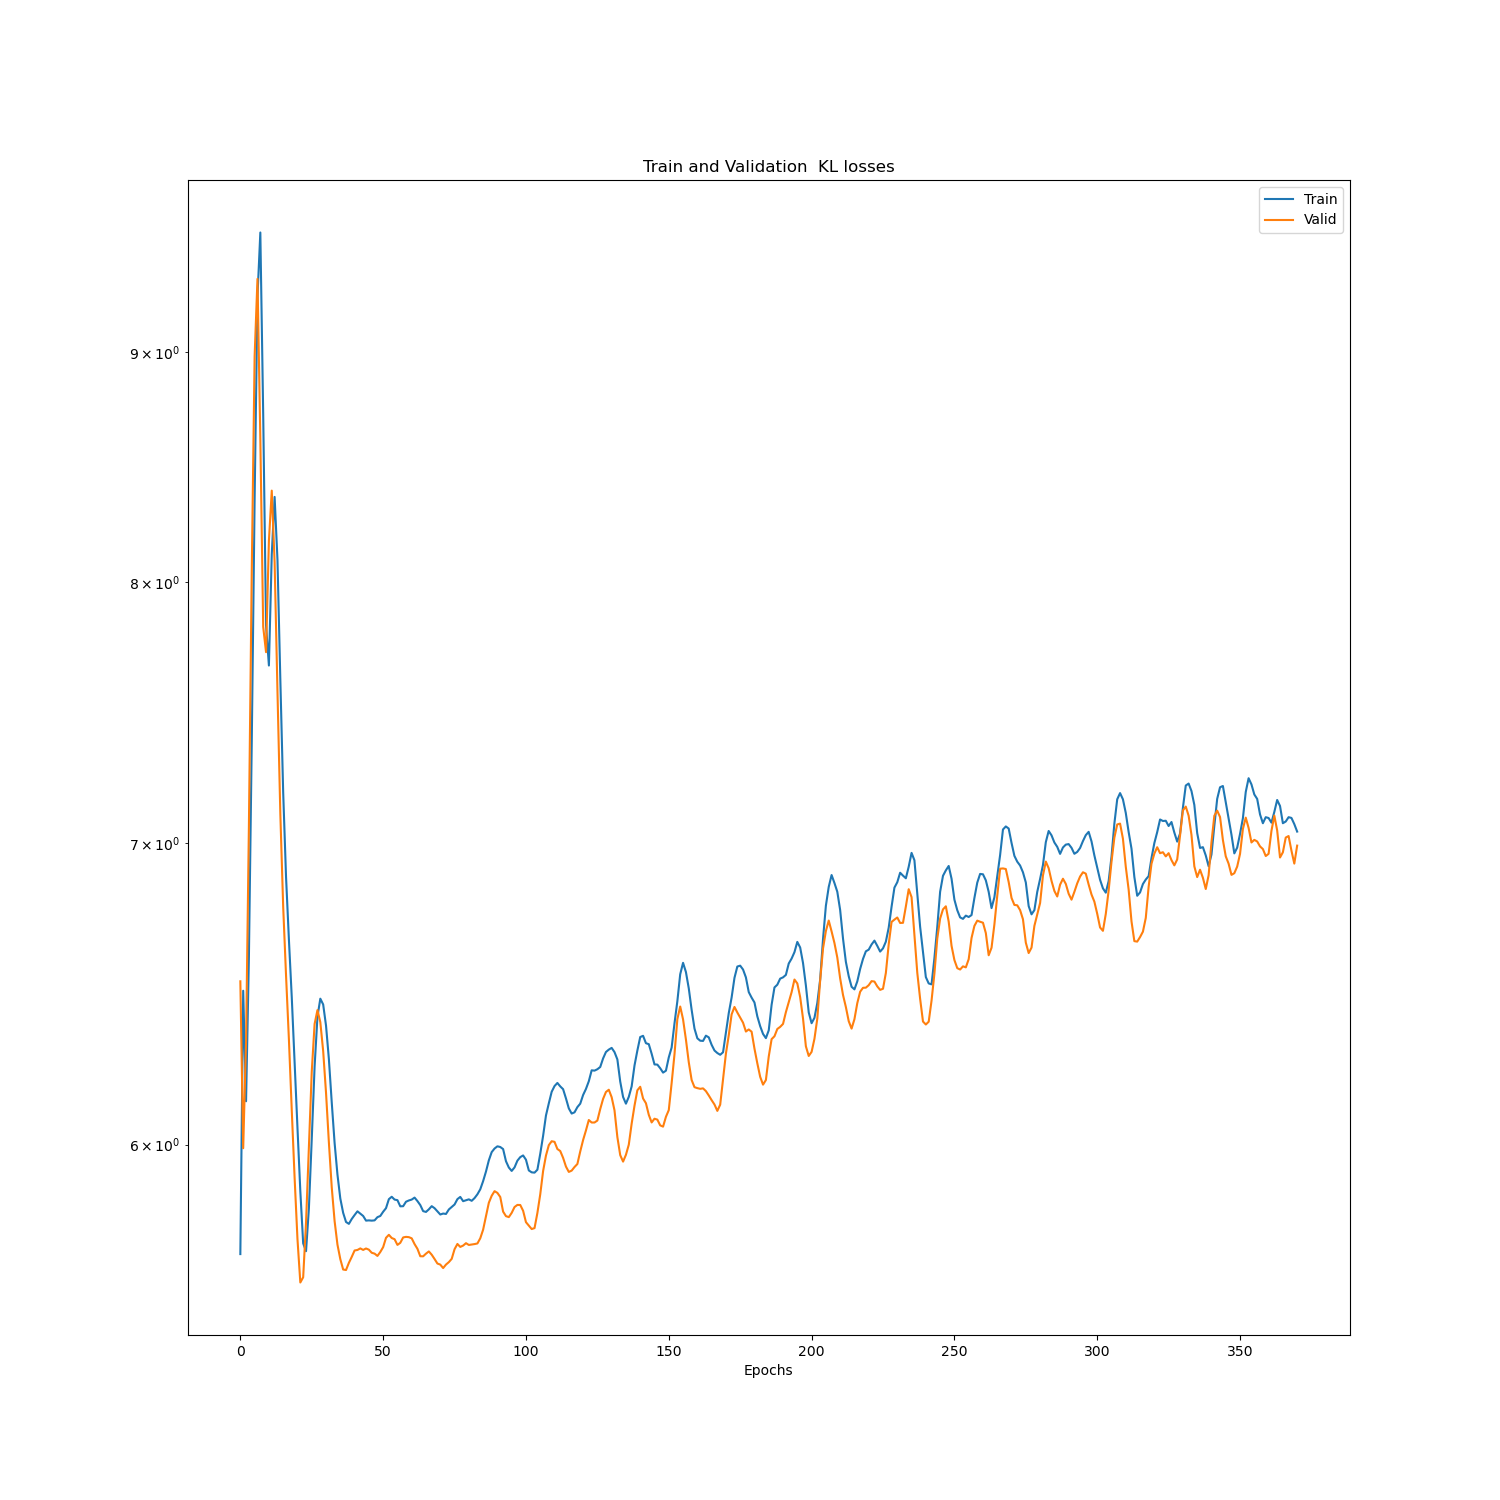 Train and Validation  KL losses
Train
Valid
9 × 10⁰
8 × 10⁰
7 × 10⁰
6 × 10⁰
0 50 100 150 200 250 300 350
Epochs